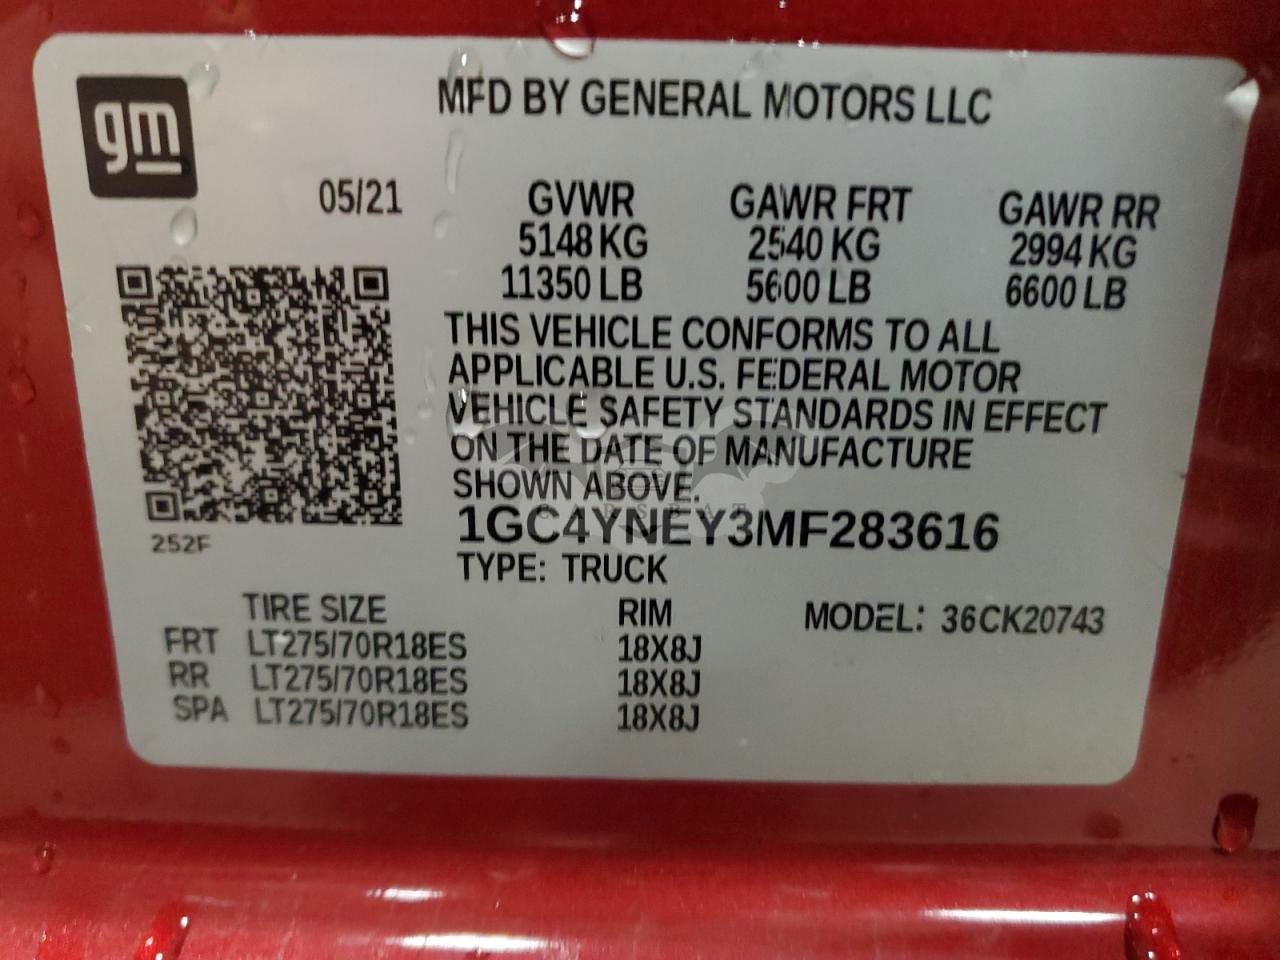 gm
MFD BY GENERAL MOTORS LLC
05/21 GVWR GAWR FRT GAWR RR
5148 KG 2540 KG 2994 KG
11350 LB 5600 LB 6600 LB
THIS VEHICLE CONFORMS TO ALL
APPLICABLE U.S. FEDERAL MOTOR
VEHICLE SAFETY STANDARDS IN EFFECT
ON THE DATE OF MANUFACTURE
SHOWN ABOVE.
CARSBAT
1GC4YNEY3MF283616
252F
TYPE: TRUCK
TIRE SIZE RIM MODEL: 36CK20743
FRT LT275/70R18ES 18X8J
RR LT275/70R18ES 18X8J
SPA LT275/70R18ES 18X8J